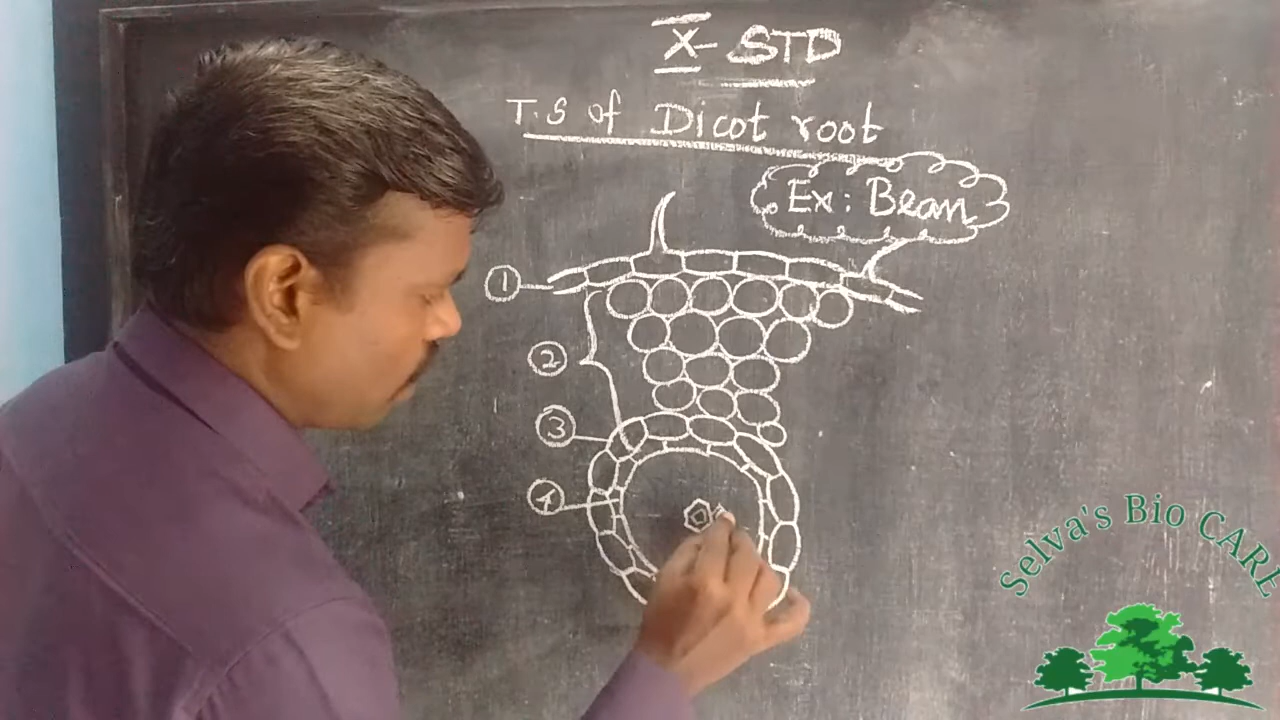 X - STD
T.S of Dicot root
Ex: Bean
1
2
3
4
Selva's Bio CARE